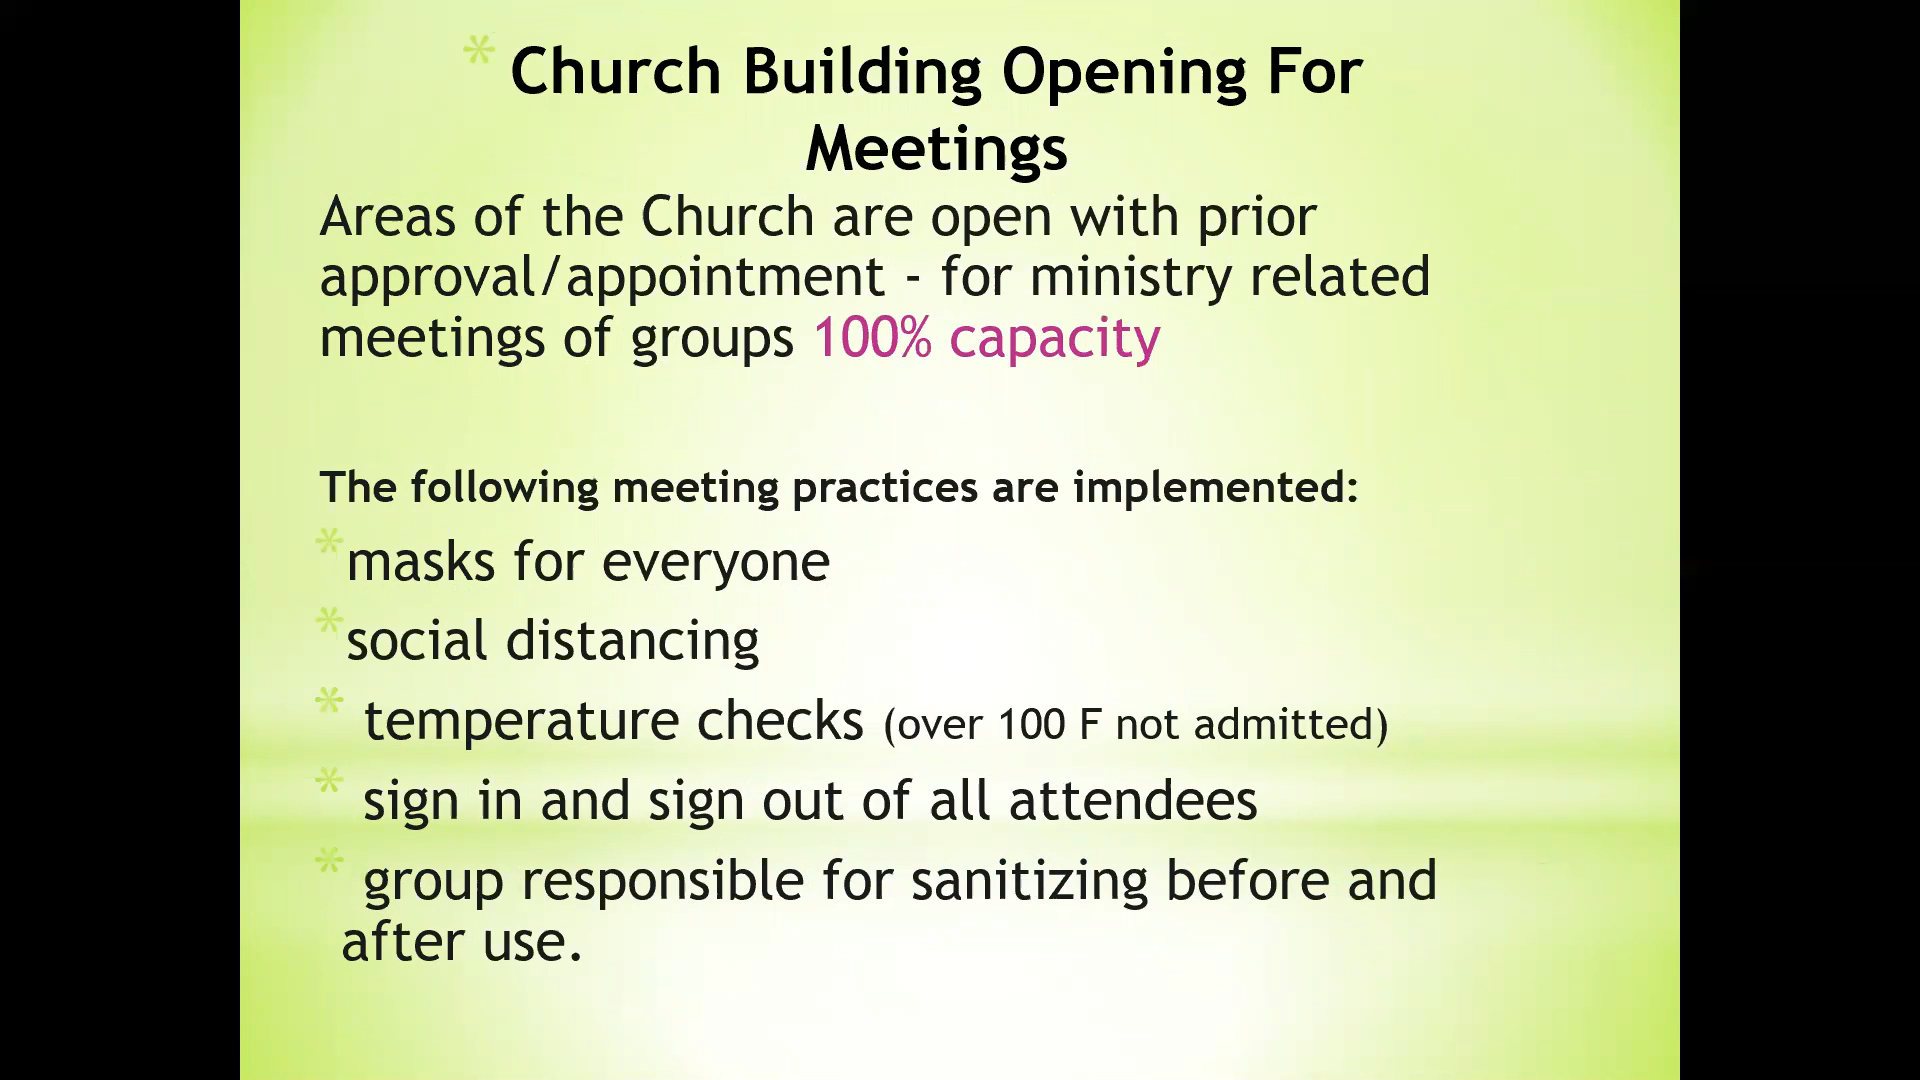 * Church Building Opening For
Meetings
Areas of the Church are open with prior
approval/appointment - for ministry related
meetings of groups 100% capacity
The following meeting practices are implemented:
* masks for everyone
* social distancing
* temperature checks (over 100 F not admitted)
* sign in and sign out of all attendees
* group responsible for sanitizing before and
after use.